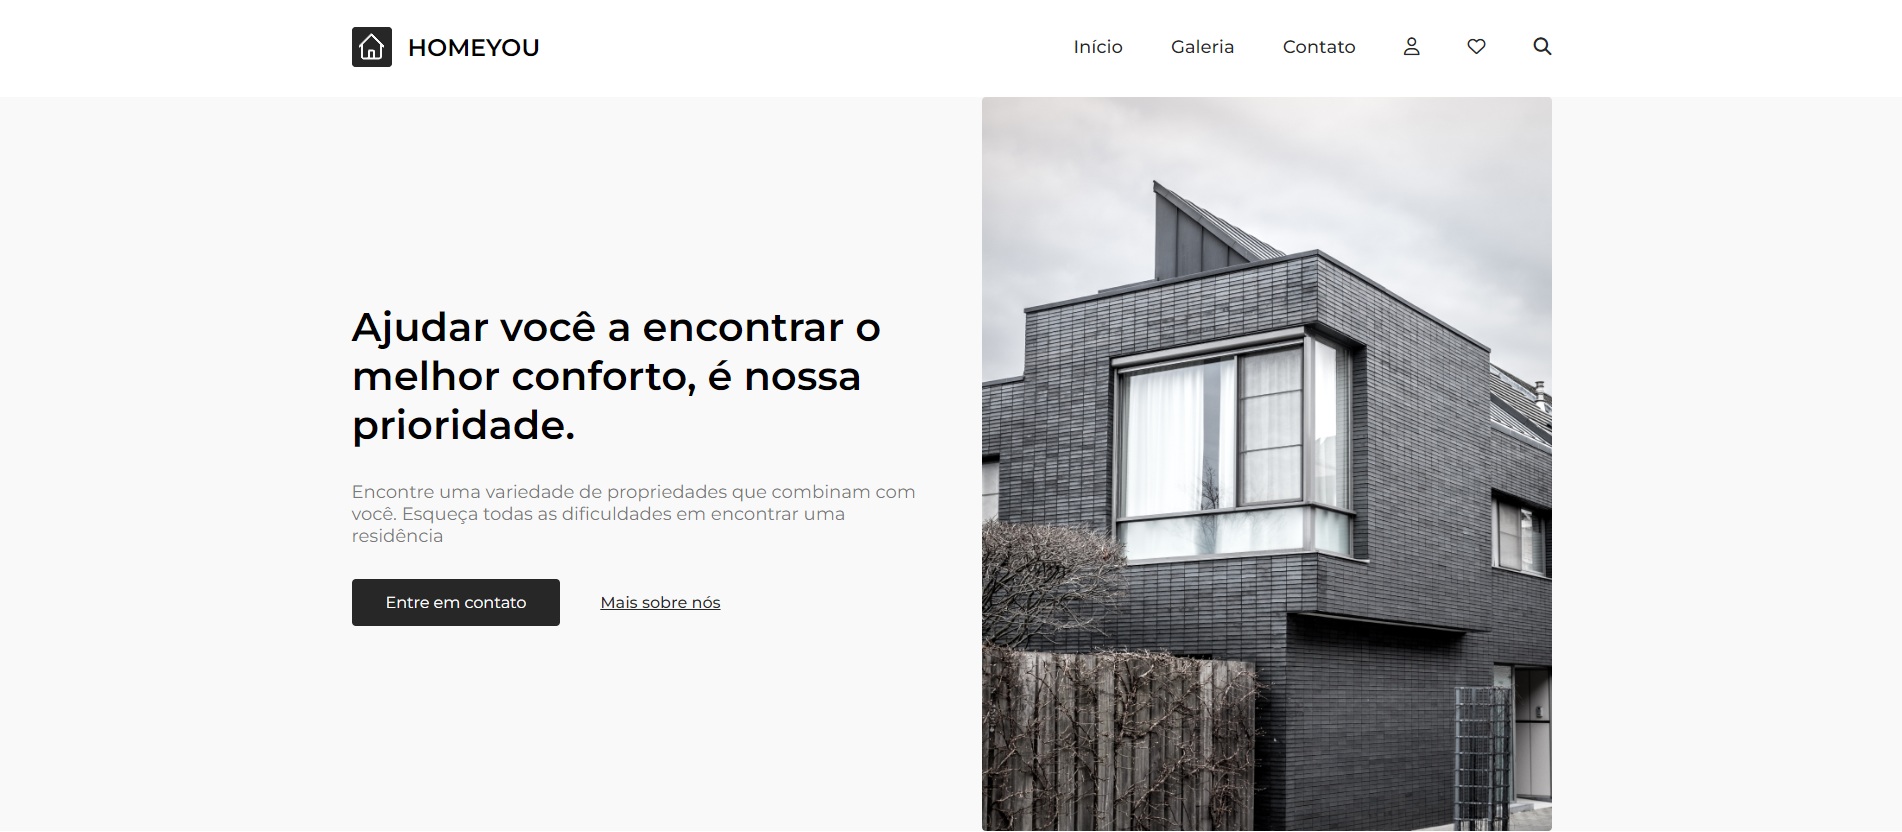 HOMEYOU
Início
Galeria
Contato
Ajudar você a encontrar o
melhor conforto, é nossa
prioridade.
Encontre uma variedade de propriedades que combinam com
você. Esqueça todas as dificuldades em encontrar uma
residência
Entre em contato
Mais sobre nós